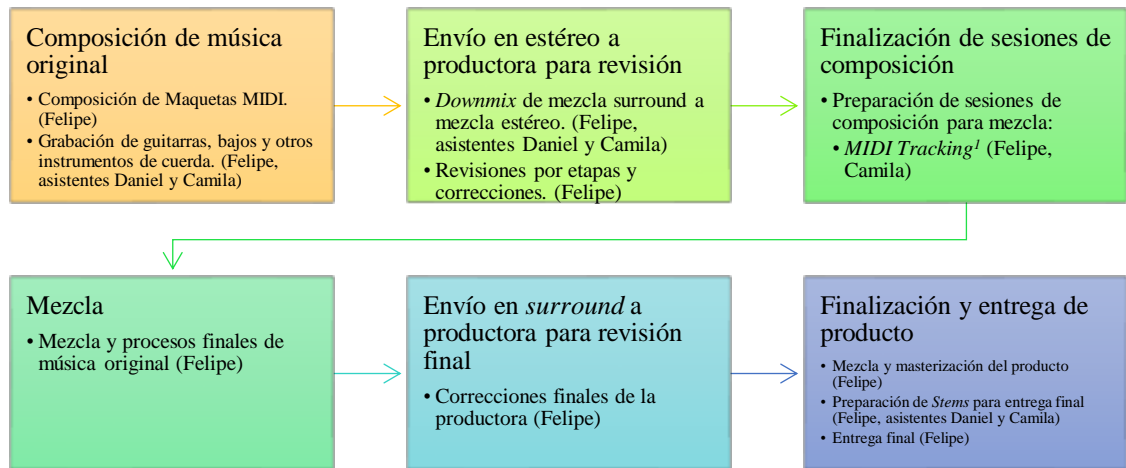 Composición de música
original
• Composición de Maquetas MIDI.
(Felipe)
• Grabación de guitarras, bajos y otros
instrumentos de cuerda. (Felipe,
asistentes Daniel y Camila)
Envío en estéreo a
productora para revisión
• Downmix de mezcla surround a
mezcla estéreo. (Felipe,
asistentes Daniel y Camila)
• Revisiones por etapas y
correcciones. (Felipe)
Finalización de sesiones de
composición
• Preparación de sesiones de
composición para mezcla:
• MIDI Tracking¹ (Felipe,
Camila)
Mezcla
• Mezcla y procesos finales de
música original (Felipe)
Envío en surround a
productora para revisión
final
• Correcciones finales de la
productora (Felipe)
Finalización y entrega de
producto
• Mezcla y masterización del producto
(Felipe)
• Preparación de Stems para entrega final
(Felipe, asistentes Daniel y Camila)
• Entrega final (Felipe)